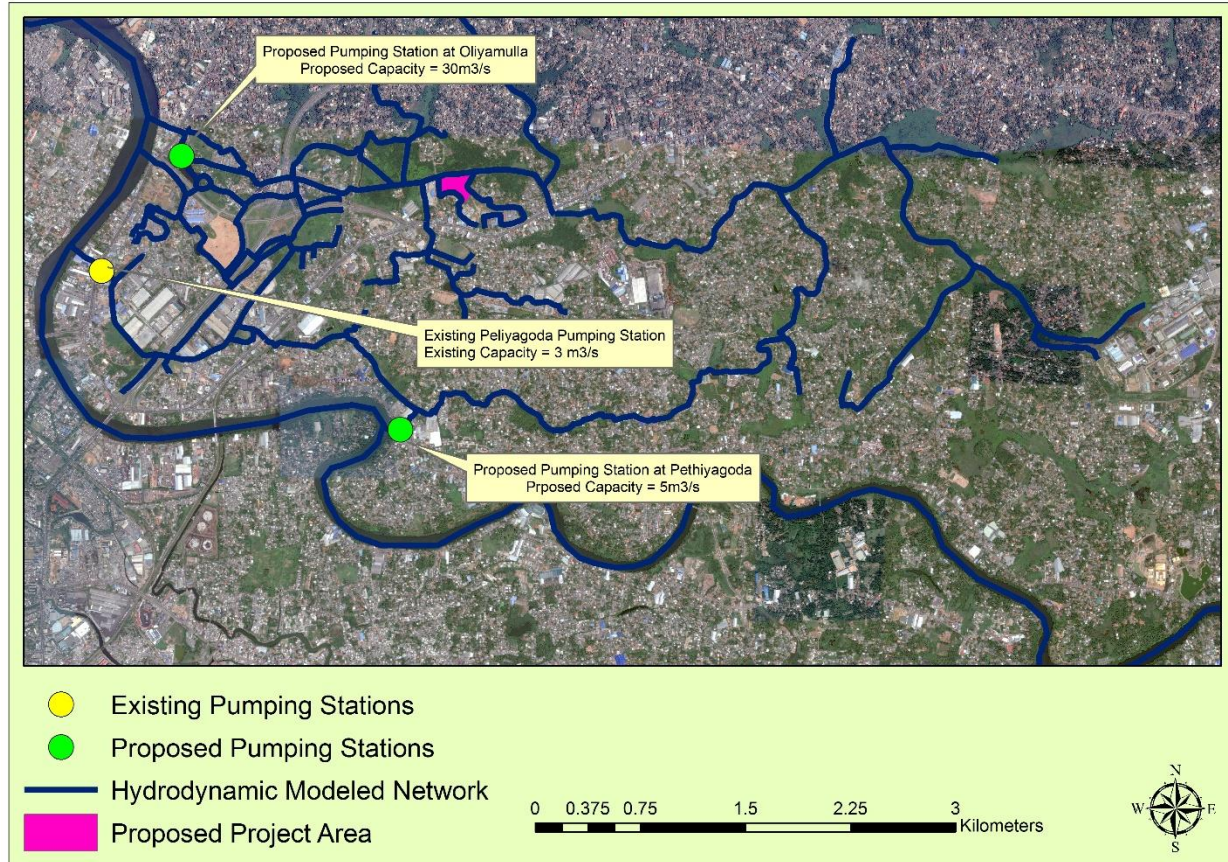 Proposed Pumping Station at Oliyamulla
Proposed Capacity = 30m3/s
Existing Peliyagoda Pumping Station
Existing Capacity = 3 m3/s
Proposed Pumping Station at Pethiyagoda
Prposed Capacity = 5m3/s
Existing Pumping Stations
Proposed Pumping Stations
Hydrodynamic Modeled Network
Proposed Project Area
0 0.375 0.75 1.5 2.25 3
Kilometers
N
W E
S